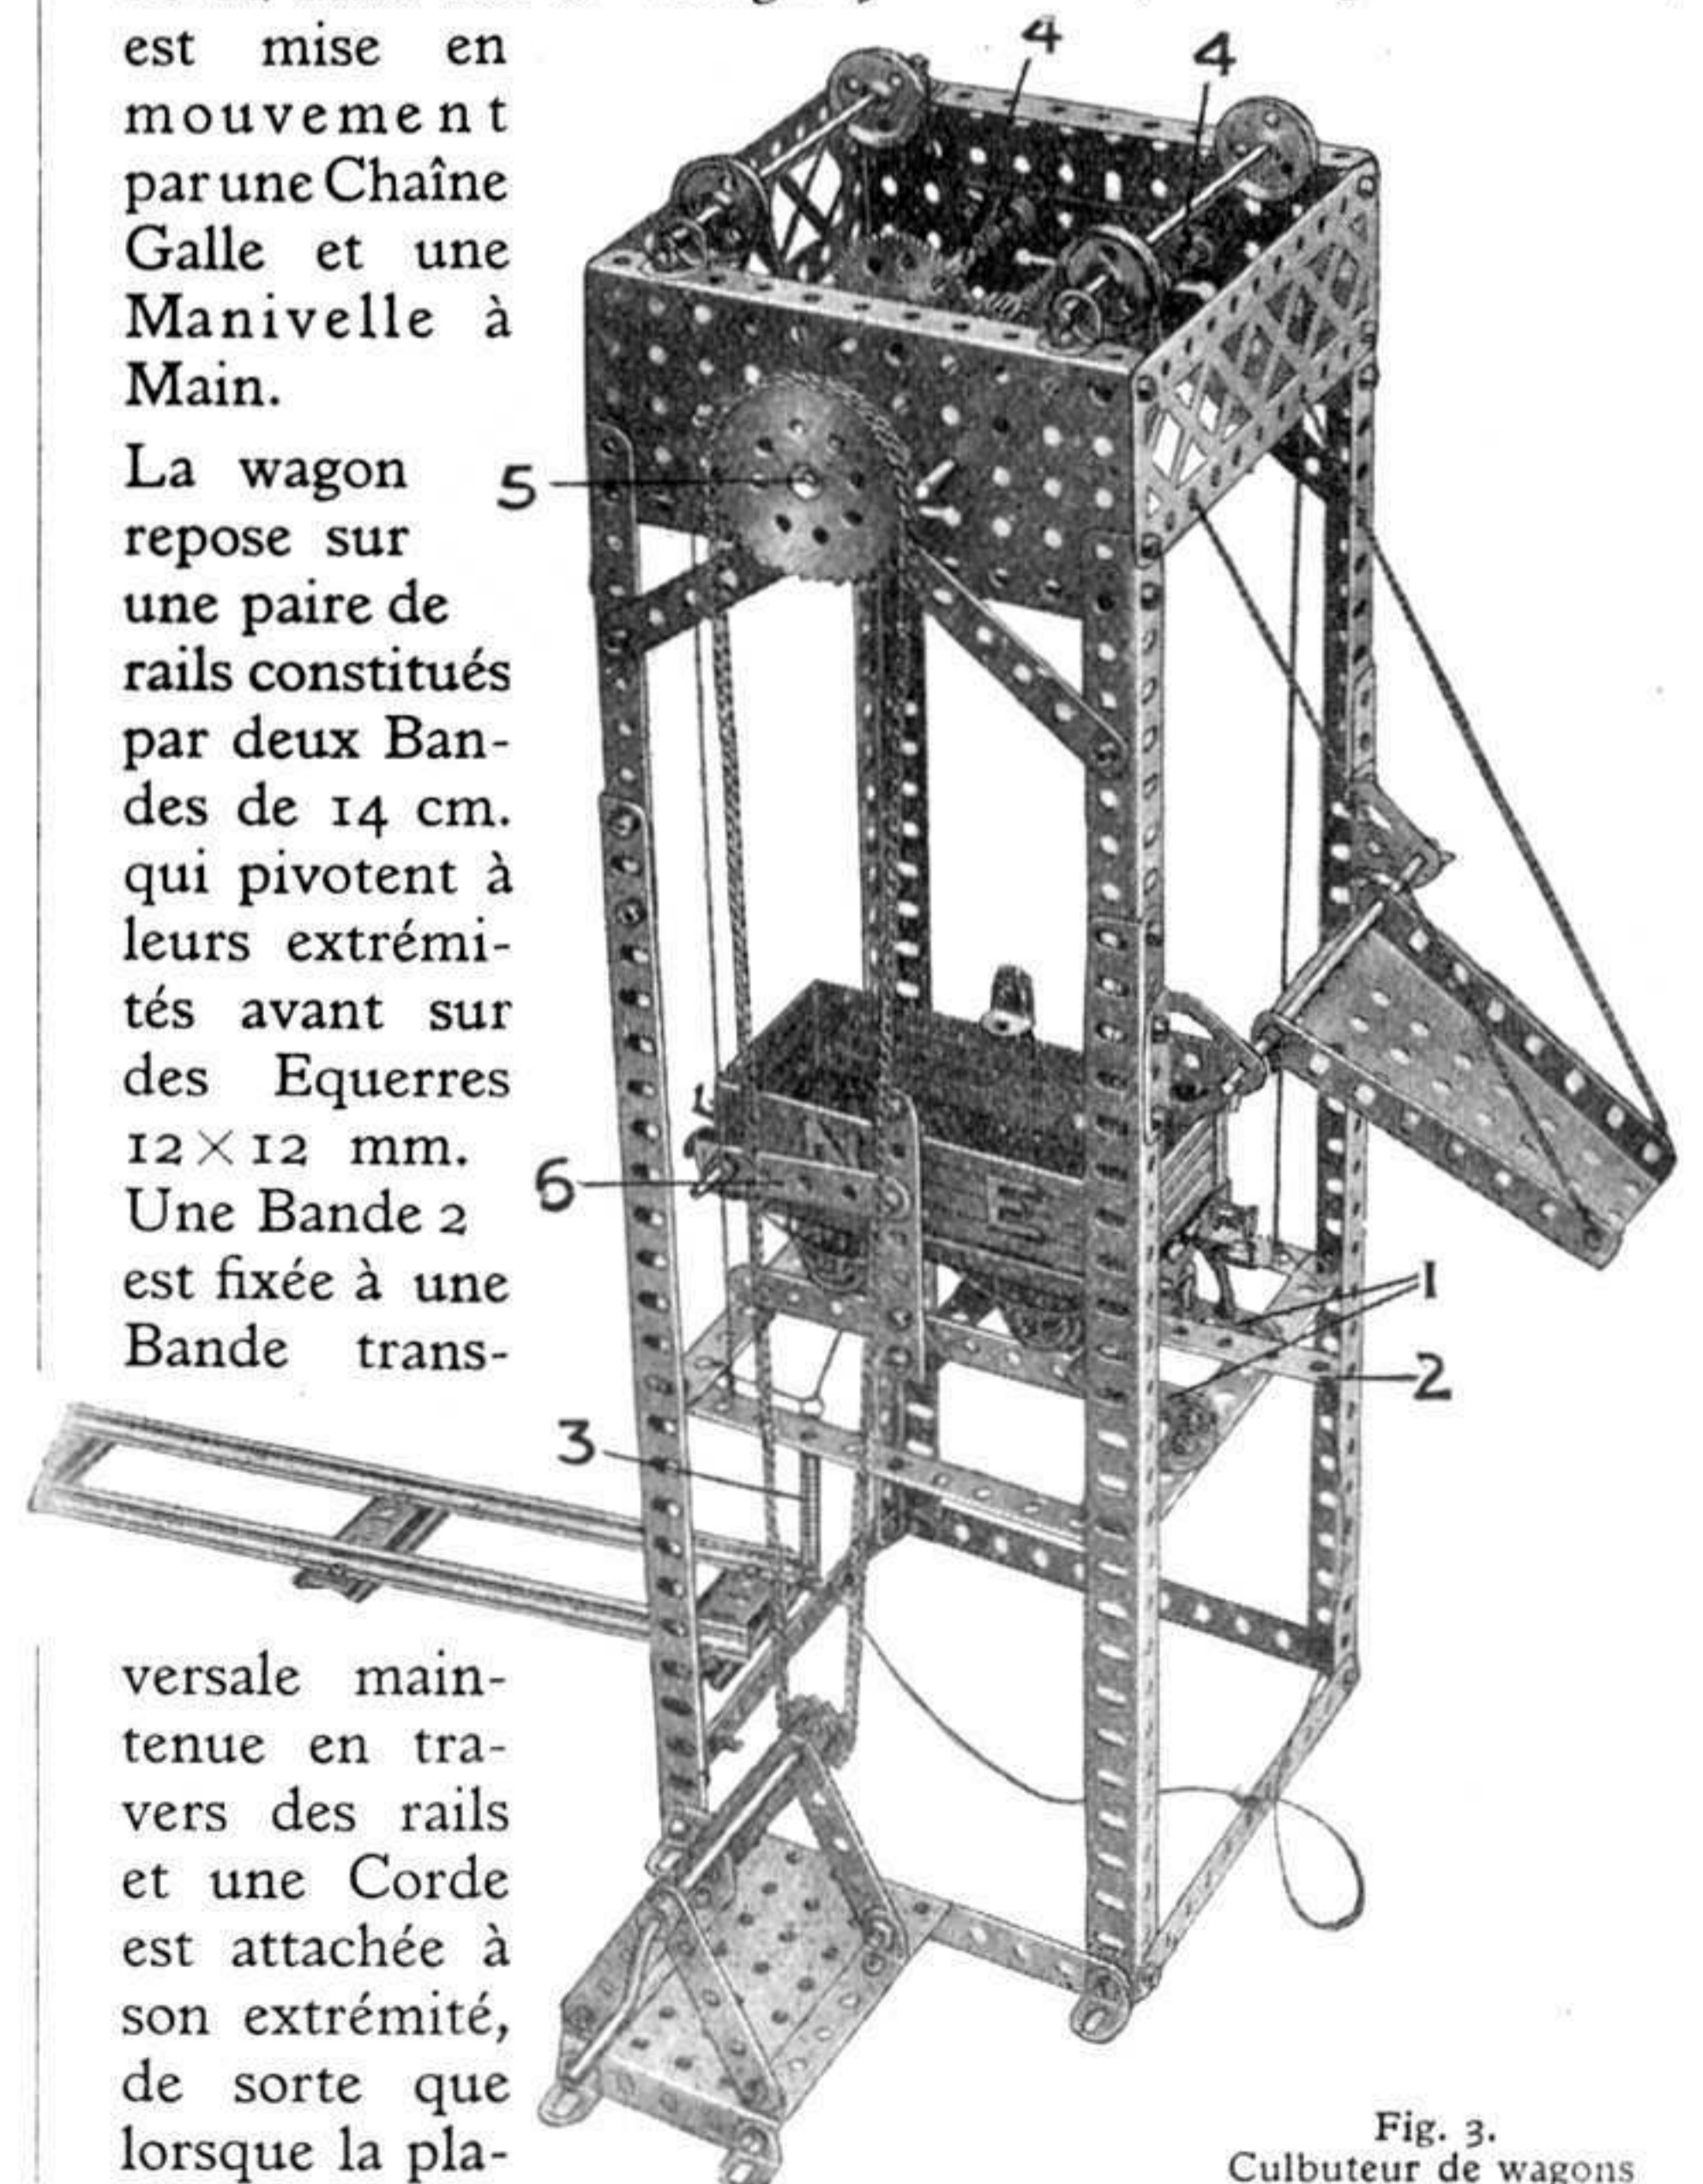 est mise en
mouvement
par une Chaîne
Galle et une
Manivelle à
Main.
La wagon
repose sur
une paire de
rails constitués
par deux Ban-
des de 14 cm.
qui pivotent à
leurs extrémi-
tés avant sur
des Equerres
12×12 mm.
Une Bande 2
est fixée à une
Bande trans-
versale main-
tenue en tra-
vers des rails
et une Corde
est attachée à
son extrémité,
de sorte que
lorsque la pla-
4
4
5
6
1
2
3
Fig. 3.
Culbuteur de wagons